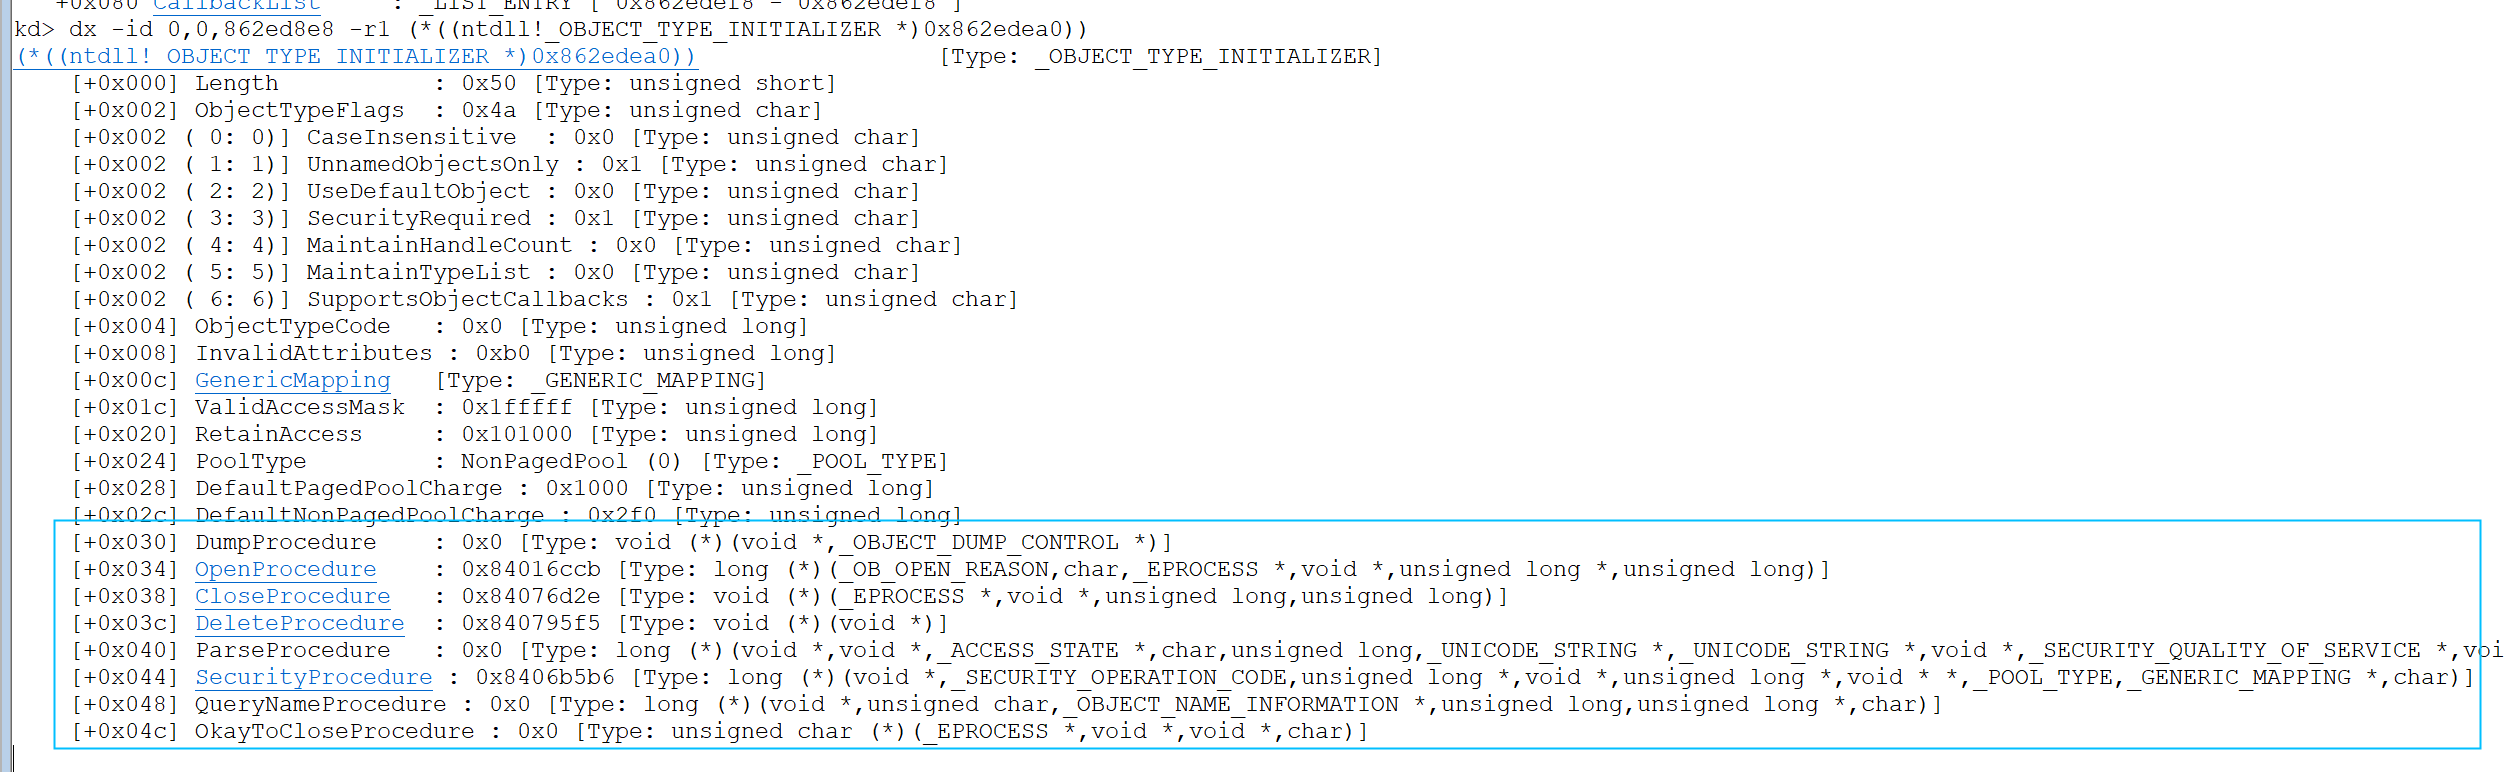 +0x080 CallbackList     : _LIST_ENTRY [ 0x862edef8 - 0x862edef8 ]
kd> dx -id 0,0,862ed8e8 -r1 (*((ntdll!_OBJECT_TYPE_INITIALIZER *)0x862edea0))
(*((ntdll!_OBJECT_TYPE_INITIALIZER *)0x862edea0))                 [Type: _OBJECT_TYPE_INITIALIZER]
[+0x000] Length           : 0x50 [Type: unsigned short]
[+0x002] ObjectTypeFlags  : 0x4a [Type: unsigned char]
[+0x002 ( 0: 0)] CaseInsensitive  : 0x0 [Type: unsigned char]
[+0x002 ( 1: 1)] UnnamedObjectsOnly : 0x1 [Type: unsigned char]
[+0x002 ( 2: 2)] UseDefaultObject : 0x0 [Type: unsigned char]
[+0x002 ( 3: 3)] SecurityRequired : 0x1 [Type: unsigned char]
[+0x002 ( 4: 4)] MaintainHandleCount : 0x0 [Type: unsigned char]
[+0x002 ( 5: 5)] MaintainTypeList : 0x0 [Type: unsigned char]
[+0x002 ( 6: 6)] SupportsObjectCallbacks : 0x1 [Type: unsigned char]
[+0x004] ObjectTypeCode   : 0x0 [Type: unsigned long]
[+0x008] InvalidAttributes : 0xb0 [Type: unsigned long]
[+0x00c] GenericMapping   [Type: _GENERIC_MAPPING]
[+0x01c] ValidAccessMask  : 0x1fffff [Type: unsigned long]
[+0x020] RetainAccess     : 0x101000 [Type: unsigned long]
[+0x024] PoolType         : NonPagedPool (0) [Type: _POOL_TYPE]
[+0x028] DefaultPagedPoolCharge : 0x1000 [Type: unsigned long]
[+0x02c] DefaultNonPagedPoolCharge : 0x2f0 [Type: unsigned long]
[+0x030] DumpProcedure    : 0x0 [Type: void (*)(void *,_OBJECT_DUMP_CONTROL *)]
[+0x034] OpenProcedure    : 0x84016ccb [Type: long (*)(_OB_OPEN_REASON,char,_EPROCESS *,void *,unsigned long *,unsigned long)]
[+0x038] CloseProcedure   : 0x84076d2e [Type: void (*)(_EPROCESS *,void *,unsigned long,unsigned long)]
[+0x03c] DeleteProcedure  : 0x840795f5 [Type: void (*)(void *)]
[+0x040] ParseProcedure   : 0x0 [Type: long (*)(void *,void *,_ACCESS_STATE *,char,unsigned long,_UNICODE_STRING *,_UNICODE_STRING *,void *,_SECURITY_QUALITY_OF_SERVICE *,voi
[+0x044] SecurityProcedure : 0x8406b5b6 [Type: long (*)(void *,_SECURITY_OPERATION_CODE,unsigned long *,void *,unsigned long *,void * *,_POOL_TYPE,_GENERIC_MAPPING *,char)]
[+0x048] QueryNameProcedure : 0x0 [Type: long (*)(void *,unsigned char,_OBJECT_NAME_INFORMATION *,unsigned long,unsigned long *,char)]
[+0x04c] OkayToCloseProcedure : 0x0 [Type: unsigned char (*)(_EPROCESS *,void *,void *,char)]